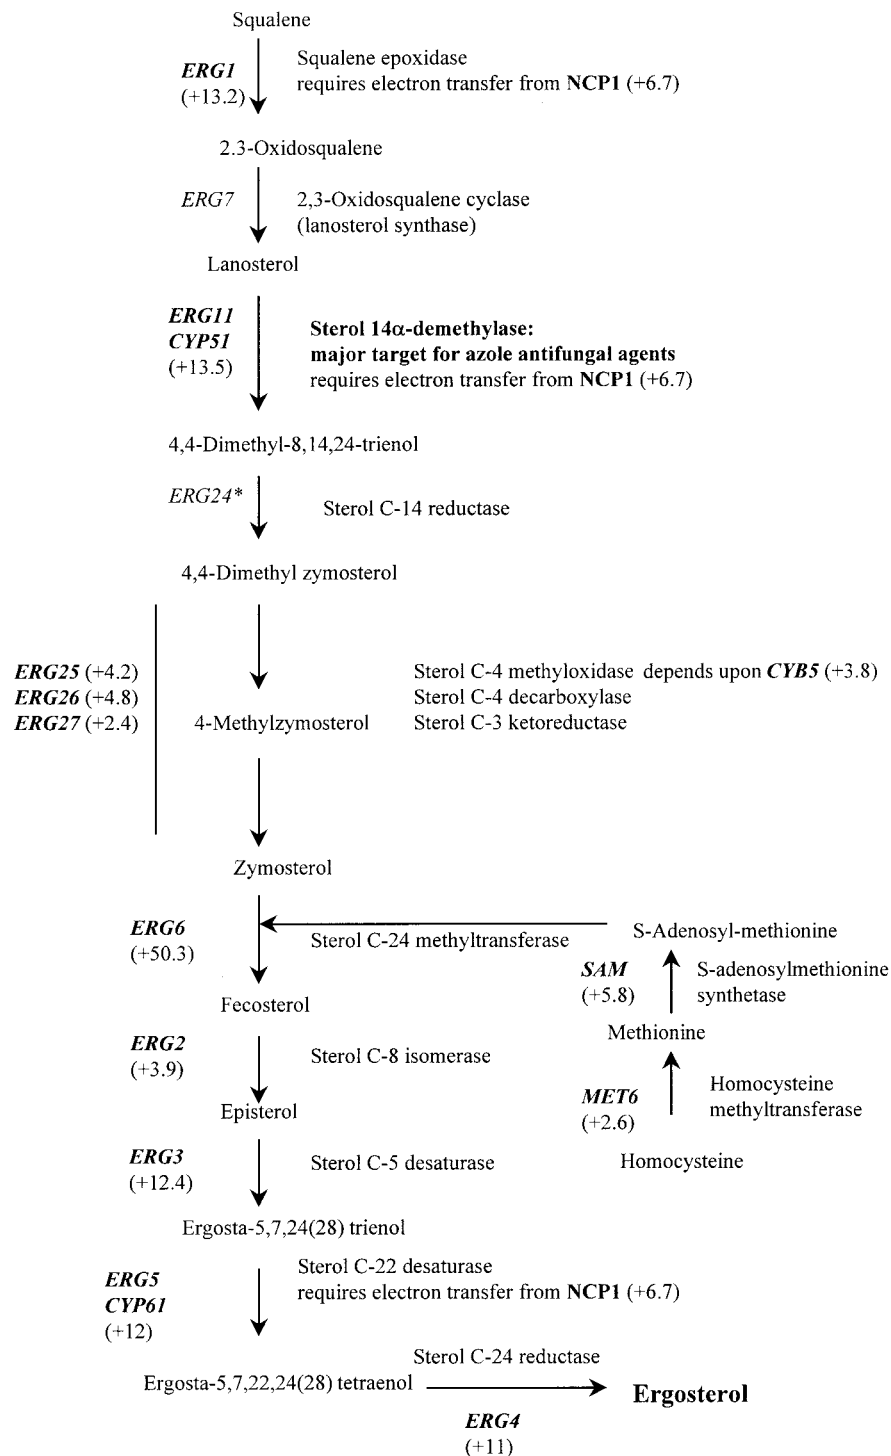 Squalene
ERG1
(+13.2)
Squalene epoxidase
requires electron transfer from NCP1 (+6.7)
2.3-Oxidosqualene
ERG7
2,3-Oxidosqualene cyclase
(lanosterol synthase)
Lanosterol
ERG11
CYP51
(+13.5)
Sterol 14α-demethylase:
major target for azole antifungal agents
requires electron transfer from NCP1 (+6.7)
4,4-Dimethyl-8,14,24-trienol
ERG24*
Sterol C-14 reductase
4,4-Dimethyl zymosterol
ERG25 (+4.2)
ERG26 (+4.8)
ERG27 (+2.4)
4-Methylzymosterol
Sterol C-4 methyloxidase depends upon CYB5 (+3.8)
Sterol C-4 decarboxylase
Sterol C-3 ketoreductase
Zymosterol
ERG6
(+50.3)
Sterol C-24 methyltransferase
S-Adenosyl-methionine
SAM
(+5.8)
S-adenosylmethionine
synthetase
Fecosterol
Methionine
ERG2
(+3.9)
Sterol C-8 isomerase
MET6
(+2.6)
Homocysteine
methyltransferase
Episterol
ERG3
(+12.4)
Sterol C-5 desaturase
Homocysteine
Ergosta-5,7,24(28) trienol
ERG5
CYP61
(+12)
Sterol C-22 desaturase
requires electron transfer from NCP1 (+6.7)
Ergosta-5,7,22,24(28) tetraenol
Sterol C-24 reductase
ERG4
(+11)
Ergosterol